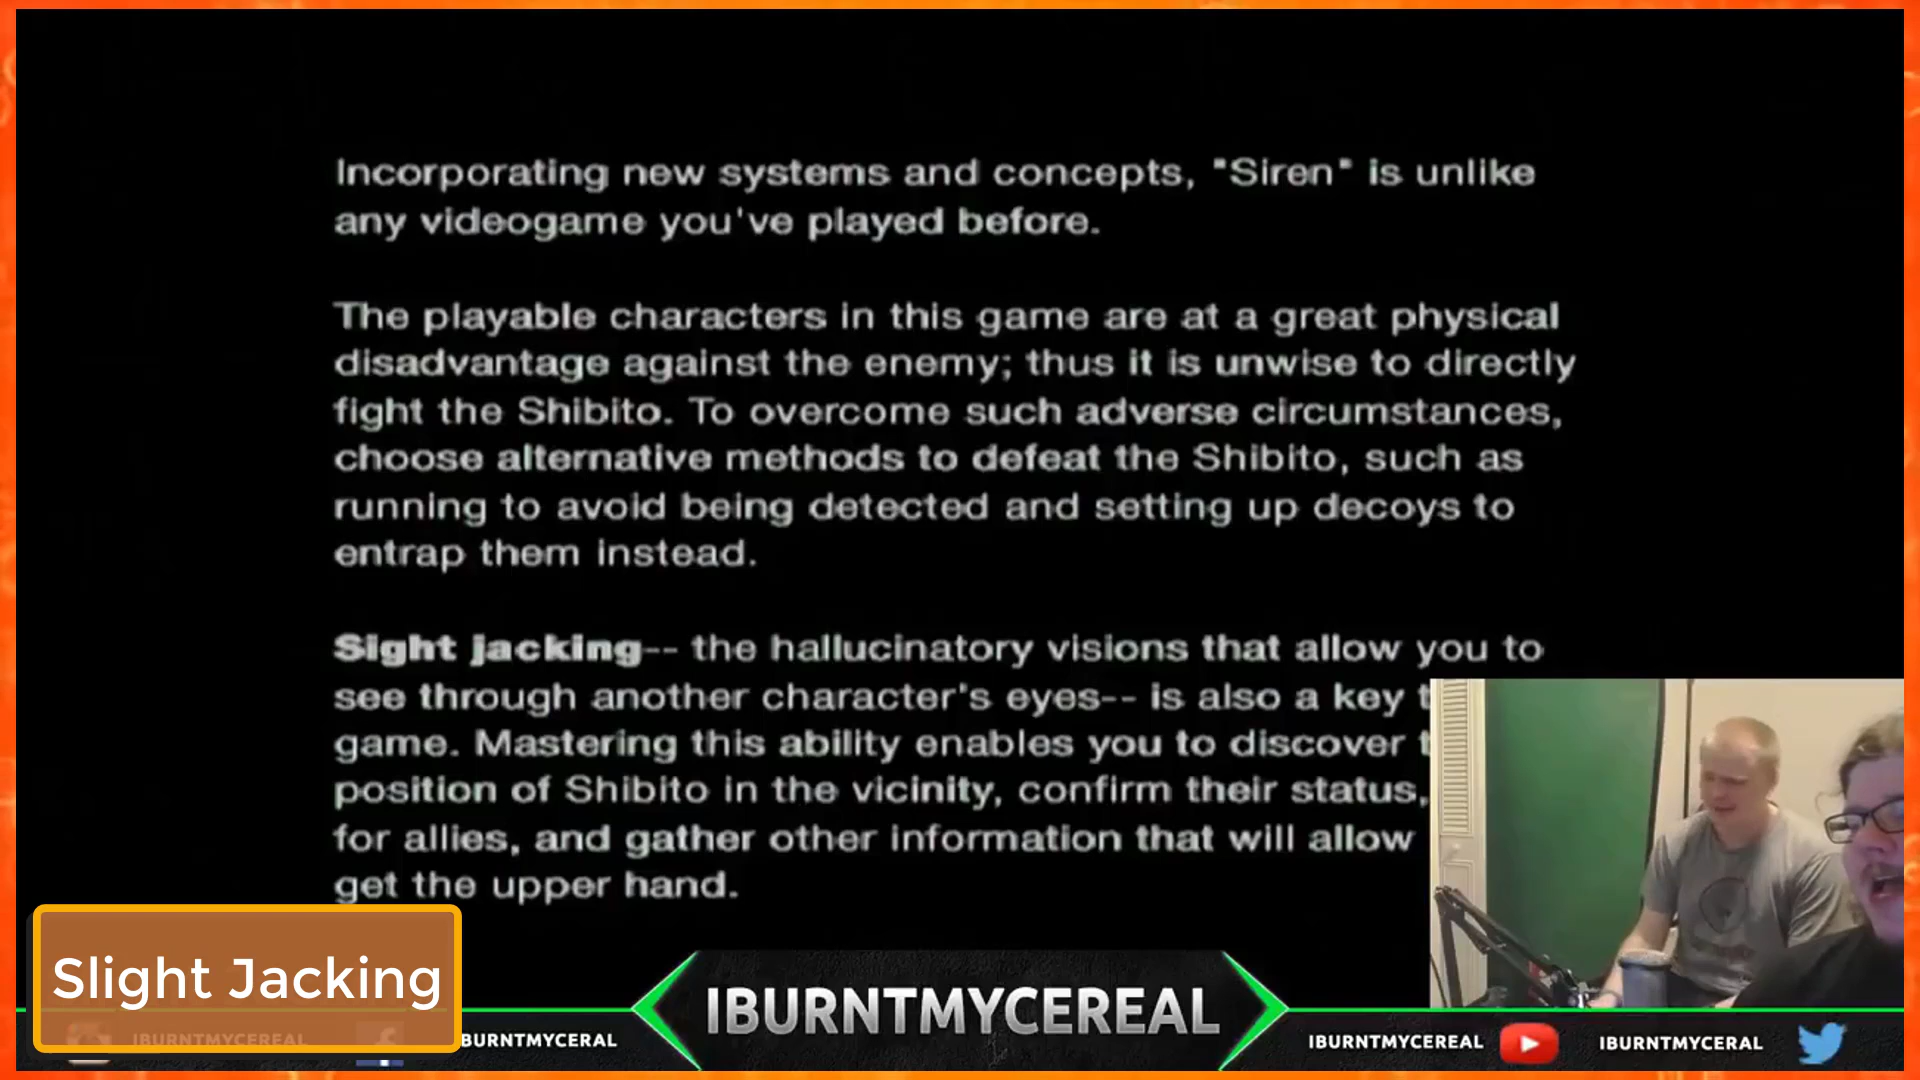 Incorporating new systems and concepts, "Siren" is unlike
any videogame you've played before.
The playable characters in this game are at a great physical
disadvantage against the enemy; thus it is unwise to directly
fight the Shibito. To overcome such adverse circumstances,
choose alternative methods to defeat the Shibito, such as
running to avoid being detected and setting up decoys to
entrap them instead.
Sight jacking-- the hallucinatory visions that allow you to
see through another character's eyes-- is also a key
game. Mastering this ability enables you to discover
position of Shibito in the vicinity, confirm their status,
for allies, and gather other information that will allow
get the upper hand.
Slight Jacking
IBURNTMYCEREAL
BURNTMYCERAL
IBURNTMYCEREAL
IBURNTMYCEREAL
IBURNTMYCERAL